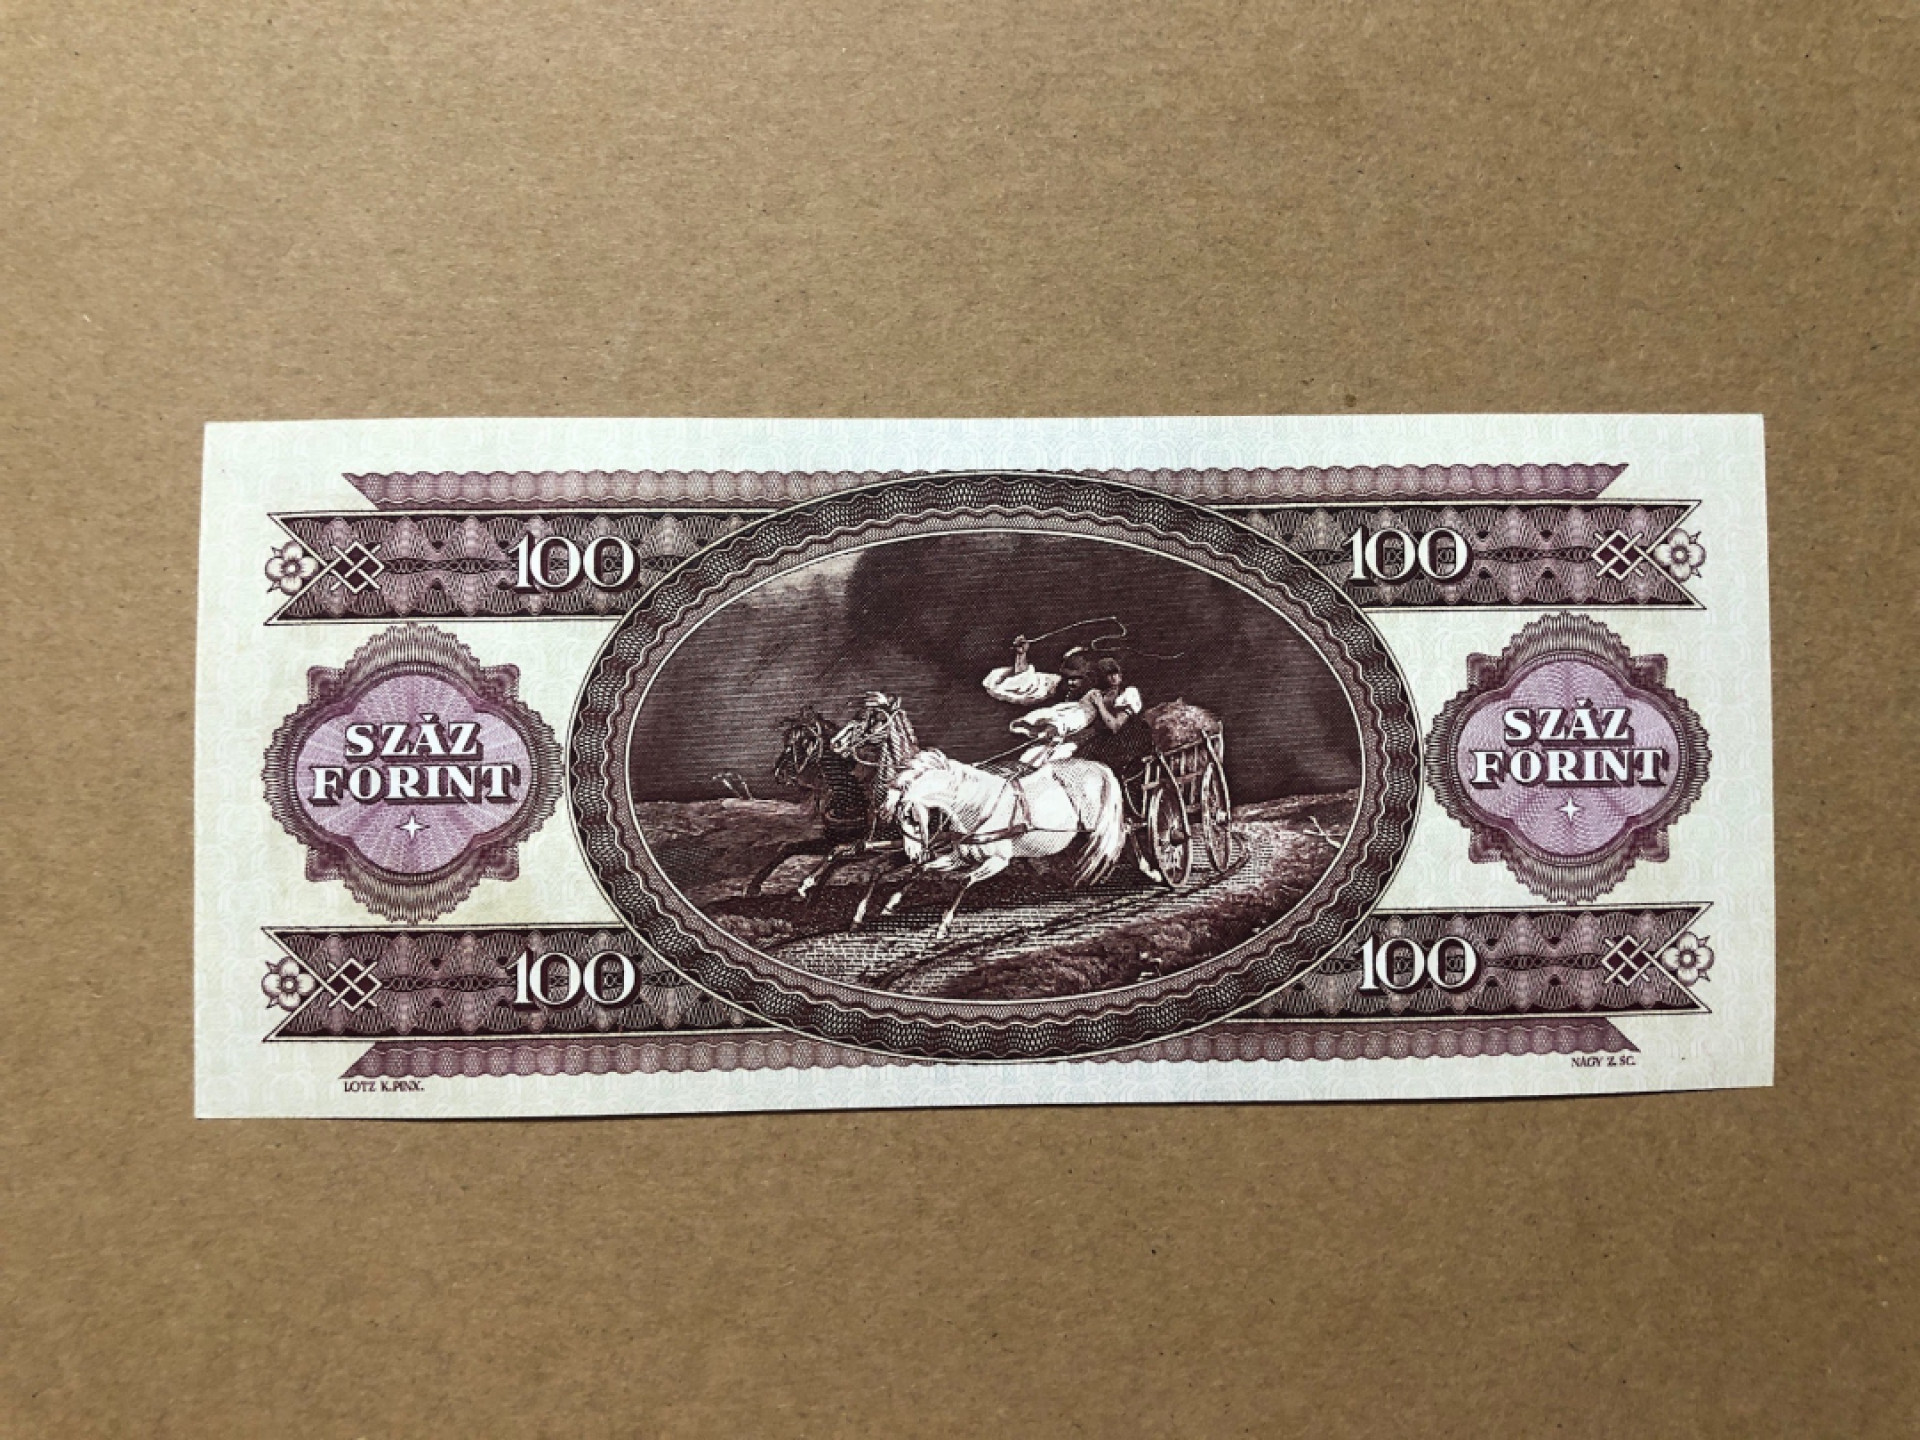 100 100
SZÁZ
FORINT
SZÁZ
FORINT
100 100
LOTZ K. PINX.
NAGY Z. SC.